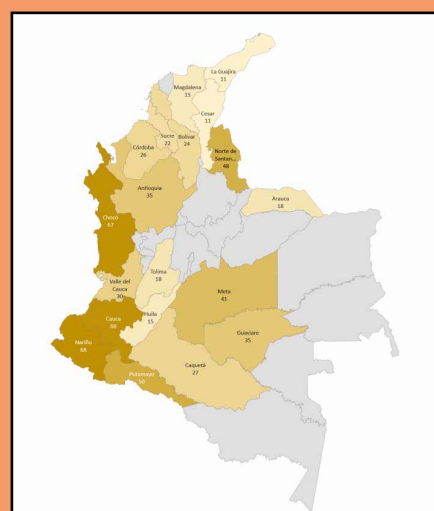 La Guajira
11
Magdalena
15
Cesar
11
Sucre
22
Bolívar
24
Córdoba
26
Norte de
Santan...
48
Antioquia
35
Arauca
18
Chocó
67
Tolima
18
Valle del
Cauca
30
Meta
41
Cauca
66
Huila
15
Guaviare
35
Nariño
68
Caquetá
27
Putumayo